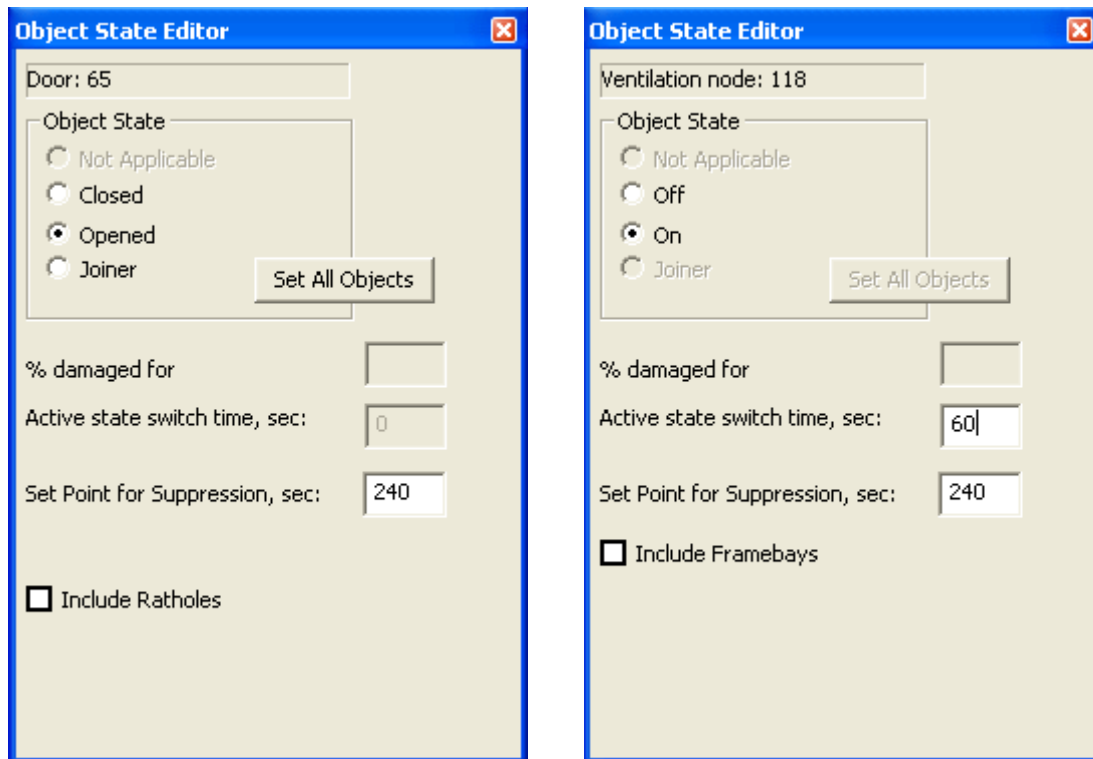 Object State Editor
Door: 65
Object State
Not Applicable
Closed
Opened
Joiner
Set All Objects
% damaged for
Active state switch time, sec:
0
Set Point for Suppression, sec:
240
Include Ratholes
Object State Editor
Ventilation node: 118
Object State
Not Applicable
Off
On
Joiner
Set All Objects
% damaged for
Active state switch time, sec:
60
Set Point for Suppression, sec:
240
Include Framebays